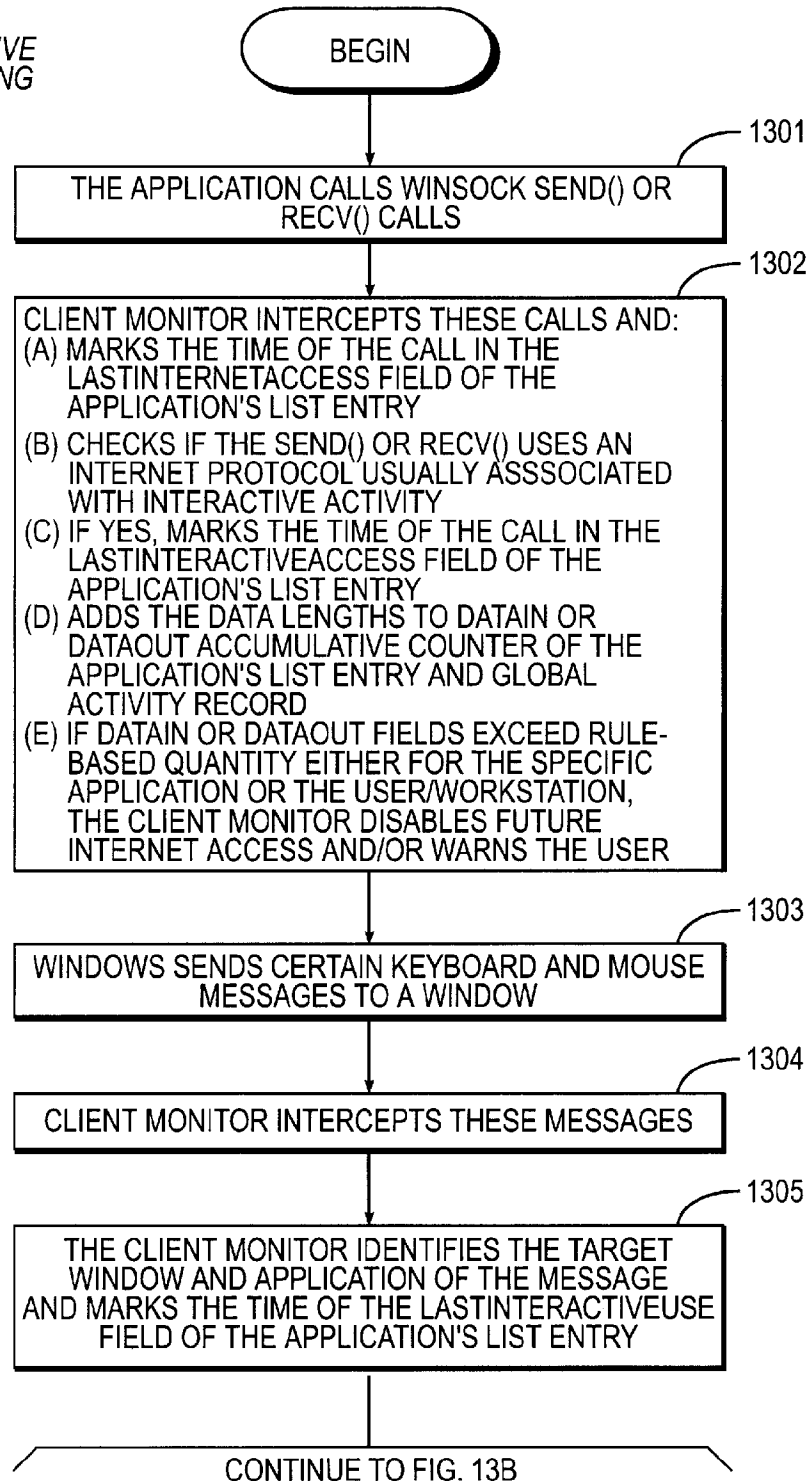 IVE
NG
BEGIN
1301
THE APPLICATION CALLS WINSOCK SEND() OR
RECV() CALLS
1302
CLIENT MONITOR INTERCEPTS THESE CALLS AND:
(A) MARKS THE TIME OF THE CALL IN THE
LASTINTERNETACCESS FIELD OF THE
APPLICATION'S LIST ENTRY
(B) CHECKS IF THE SEND() OR RECV() USES AN
INTERNET PROTOCOL USUALLY ASSSOCIATED
WITH INTERACTIVE ACTIVITY
(C) IF YES, MARKS THE TIME OF THE CALL IN THE
LASTINTERACTIVEACCESS FIELD OF THE
APPLICATION'S LIST ENTRY
(D) ADDS THE DATA LENGTHS TO DATAIN OR
DATAOUT ACCUMULATIVE COUNTER OF THE
APPLICATION'S LIST ENTRY AND GLOBAL
ACTIVITY RECORD
(E) IF DATAIN OR DATAOUT FIELDS EXCEED RULE-
BASED QUANTITY EITHER FOR THE SPECIFIC
APPLICATION OR THE USER/WORKSTATION,
THE CLIENT MONITOR DISABLES FUTURE
INTERNET ACCESS AND/OR WARNS THE USER
1303
WINDOWS SENDS CERTAIN KEYBOARD AND MOUSE
MESSAGES TO A WINDOW
1304
CLIENT MONITOR INTERCEPTS THESE MESSAGES
1305
THE CLIENT MONITOR IDENTIFIES THE TARGET
WINDOW AND APPLICATION OF THE MESSAGE
AND MARKS THE TIME OF THE LASTINTERACTIVEUSE
FIELD OF THE APPLICATION'S LIST ENTRY
CONTINUE TO FIG. 13B